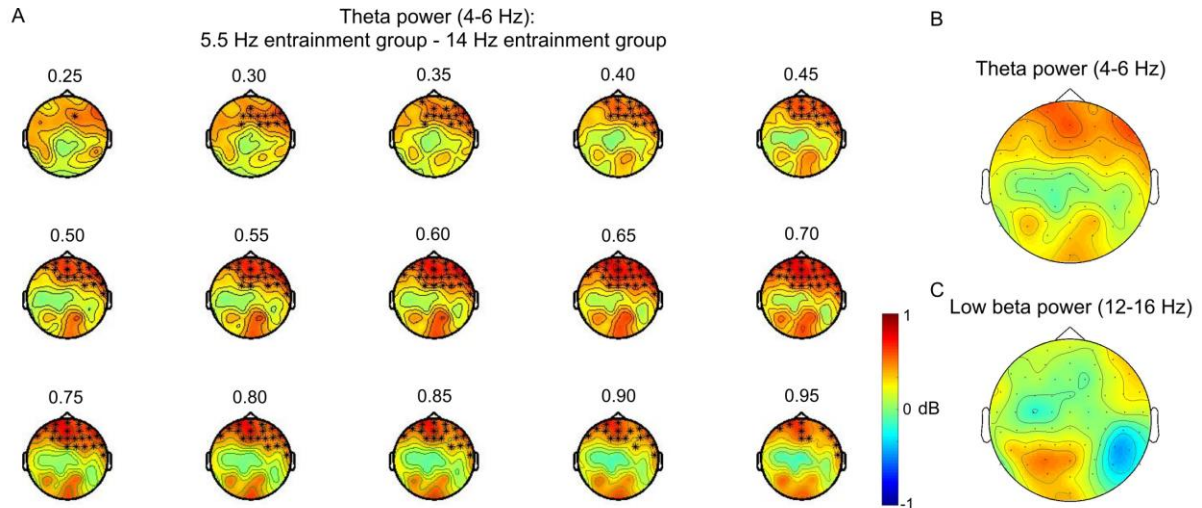 A
Theta power (4-6 Hz):
5.5 Hz entrainment group - 14 Hz entrainment group
0.25 0.30 0.35 0.40 0.45
0.50 0.55 0.60 0.65 0.70
0.75 0.80 0.85 0.90 0.95
1
0 dB
-1
B
Theta power (4-6 Hz)
C
Low beta power (12-16 Hz)